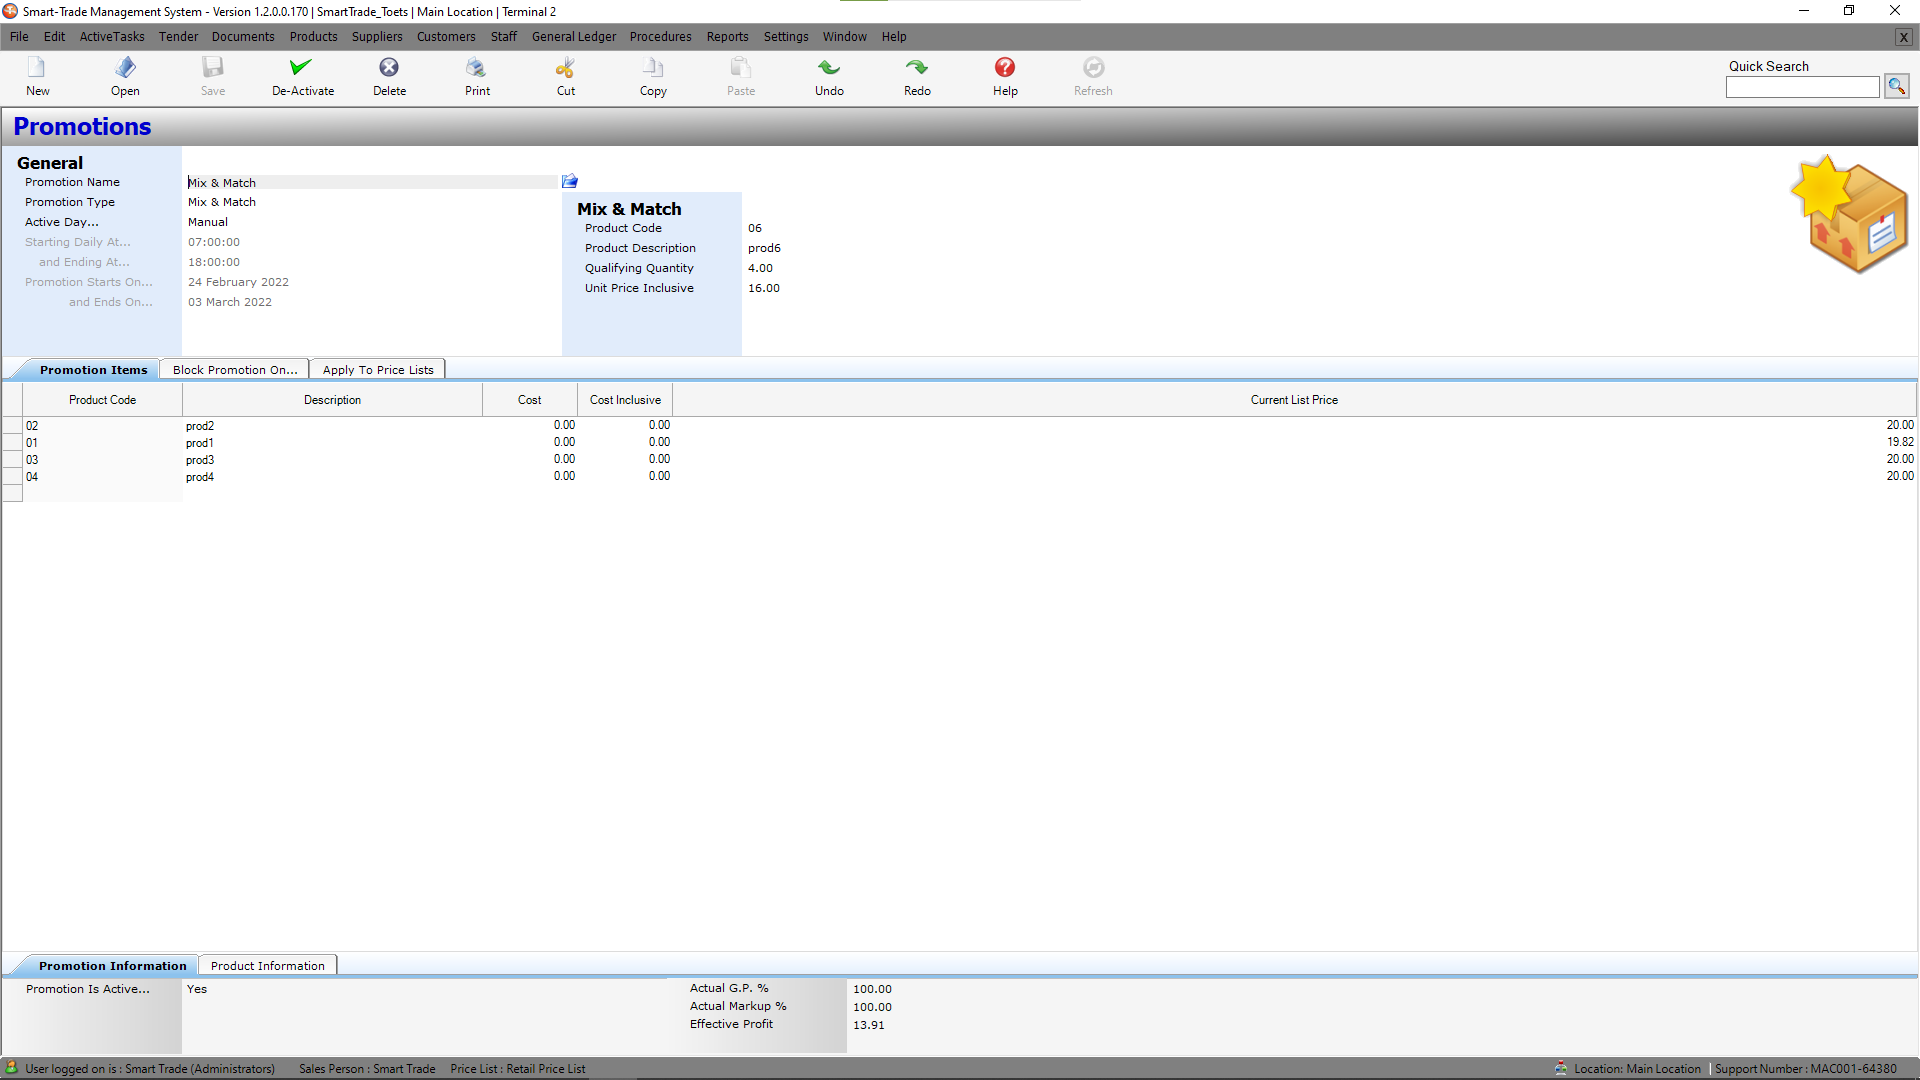 Smart-Trade Management System - Version 1.2.0.0.170 | SmartTrade_Toets | Main Location | Terminal 2
File Edit ActiveTasks Tender Documents Products Suppliers Customers Staff General Ledger Procedures Reports Settings Window Help X
New Open Save De-Activate Delete Print Cut Copy Paste Undo Redo Help Refresh
Quick Search
Promotions
General
Promotion Name Mix & Match
Promotion Type Mix & Match
Active Day... Manual
Starting Daily At... 07:00:00
and Ending At... 18:00:00
Promotion Starts On... 24 February 2022
and Ends On... 03 March 2022
Mix & Match
Product Code 06
Product Description prod6
Qualifying Quantity 4.00
Unit Price Inclusive 16.00
Promotion Items Block Promotion On... Apply To Price Lists
Product Code Description Cost Cost Inclusive Current List Price
02 prod2 0.00 0.00 20.00
01 prod1 0.00 0.00 19.82
03 prod3 0.00 0.00 20.00
04 prod4 0.00 0.00 20.00
Promotion Information Product Information
Promotion Is Active... Yes
Actual G.P. % 100.00
Actual Markup % 100.00
Effective Profit 13.91
User logged on is : Smart Trade (Administrators) Sales Person : Smart Trade Price List : Retail Price List Location: Main Location | Support Number : MAC001-64380